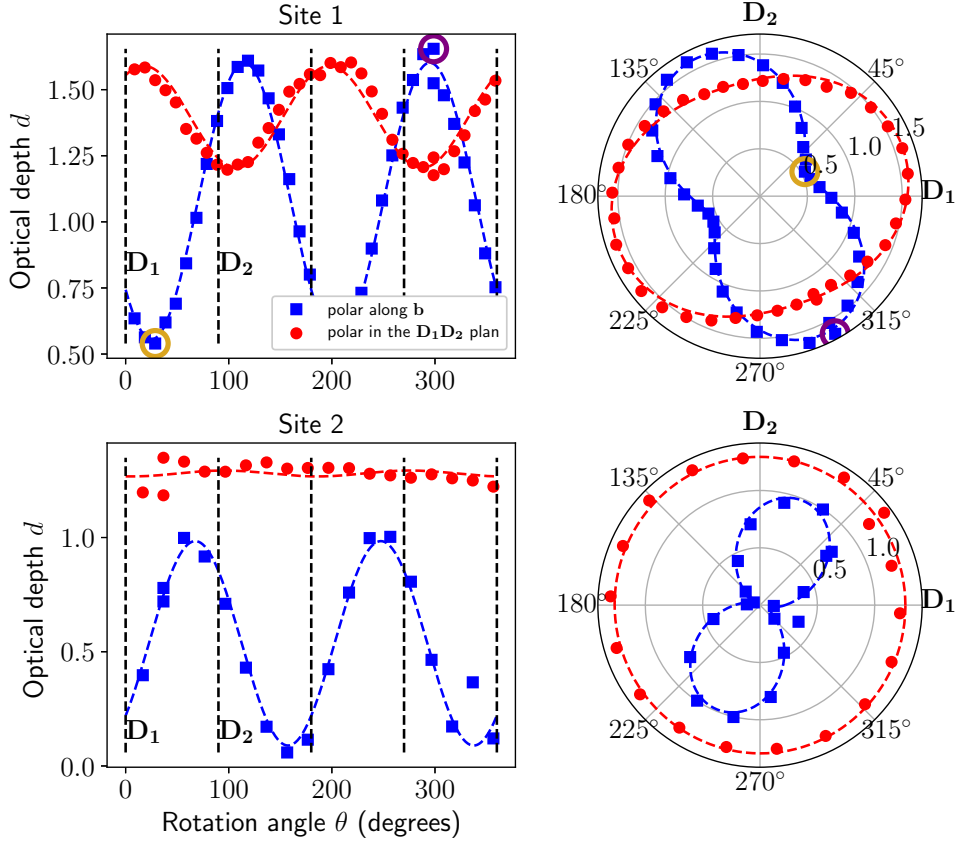 Site 1
Optical depth d
1.50
1.25
1.00
0.75
0.50
D₁
D₂
polar along b
polar in the D₁D₂ plan
0
100
200
300
D₂
135°
45°
1.5
1.0
0.5
180°
D₁
225°
315°
270°
Site 2
Optical depth d
1.0
0.5
0.0
D₁
D₂
0
100
200
300
Rotation angle θ (degrees)
D₂
135°
45°
1.0
0.5
180°
D₁
225°
315°
270°